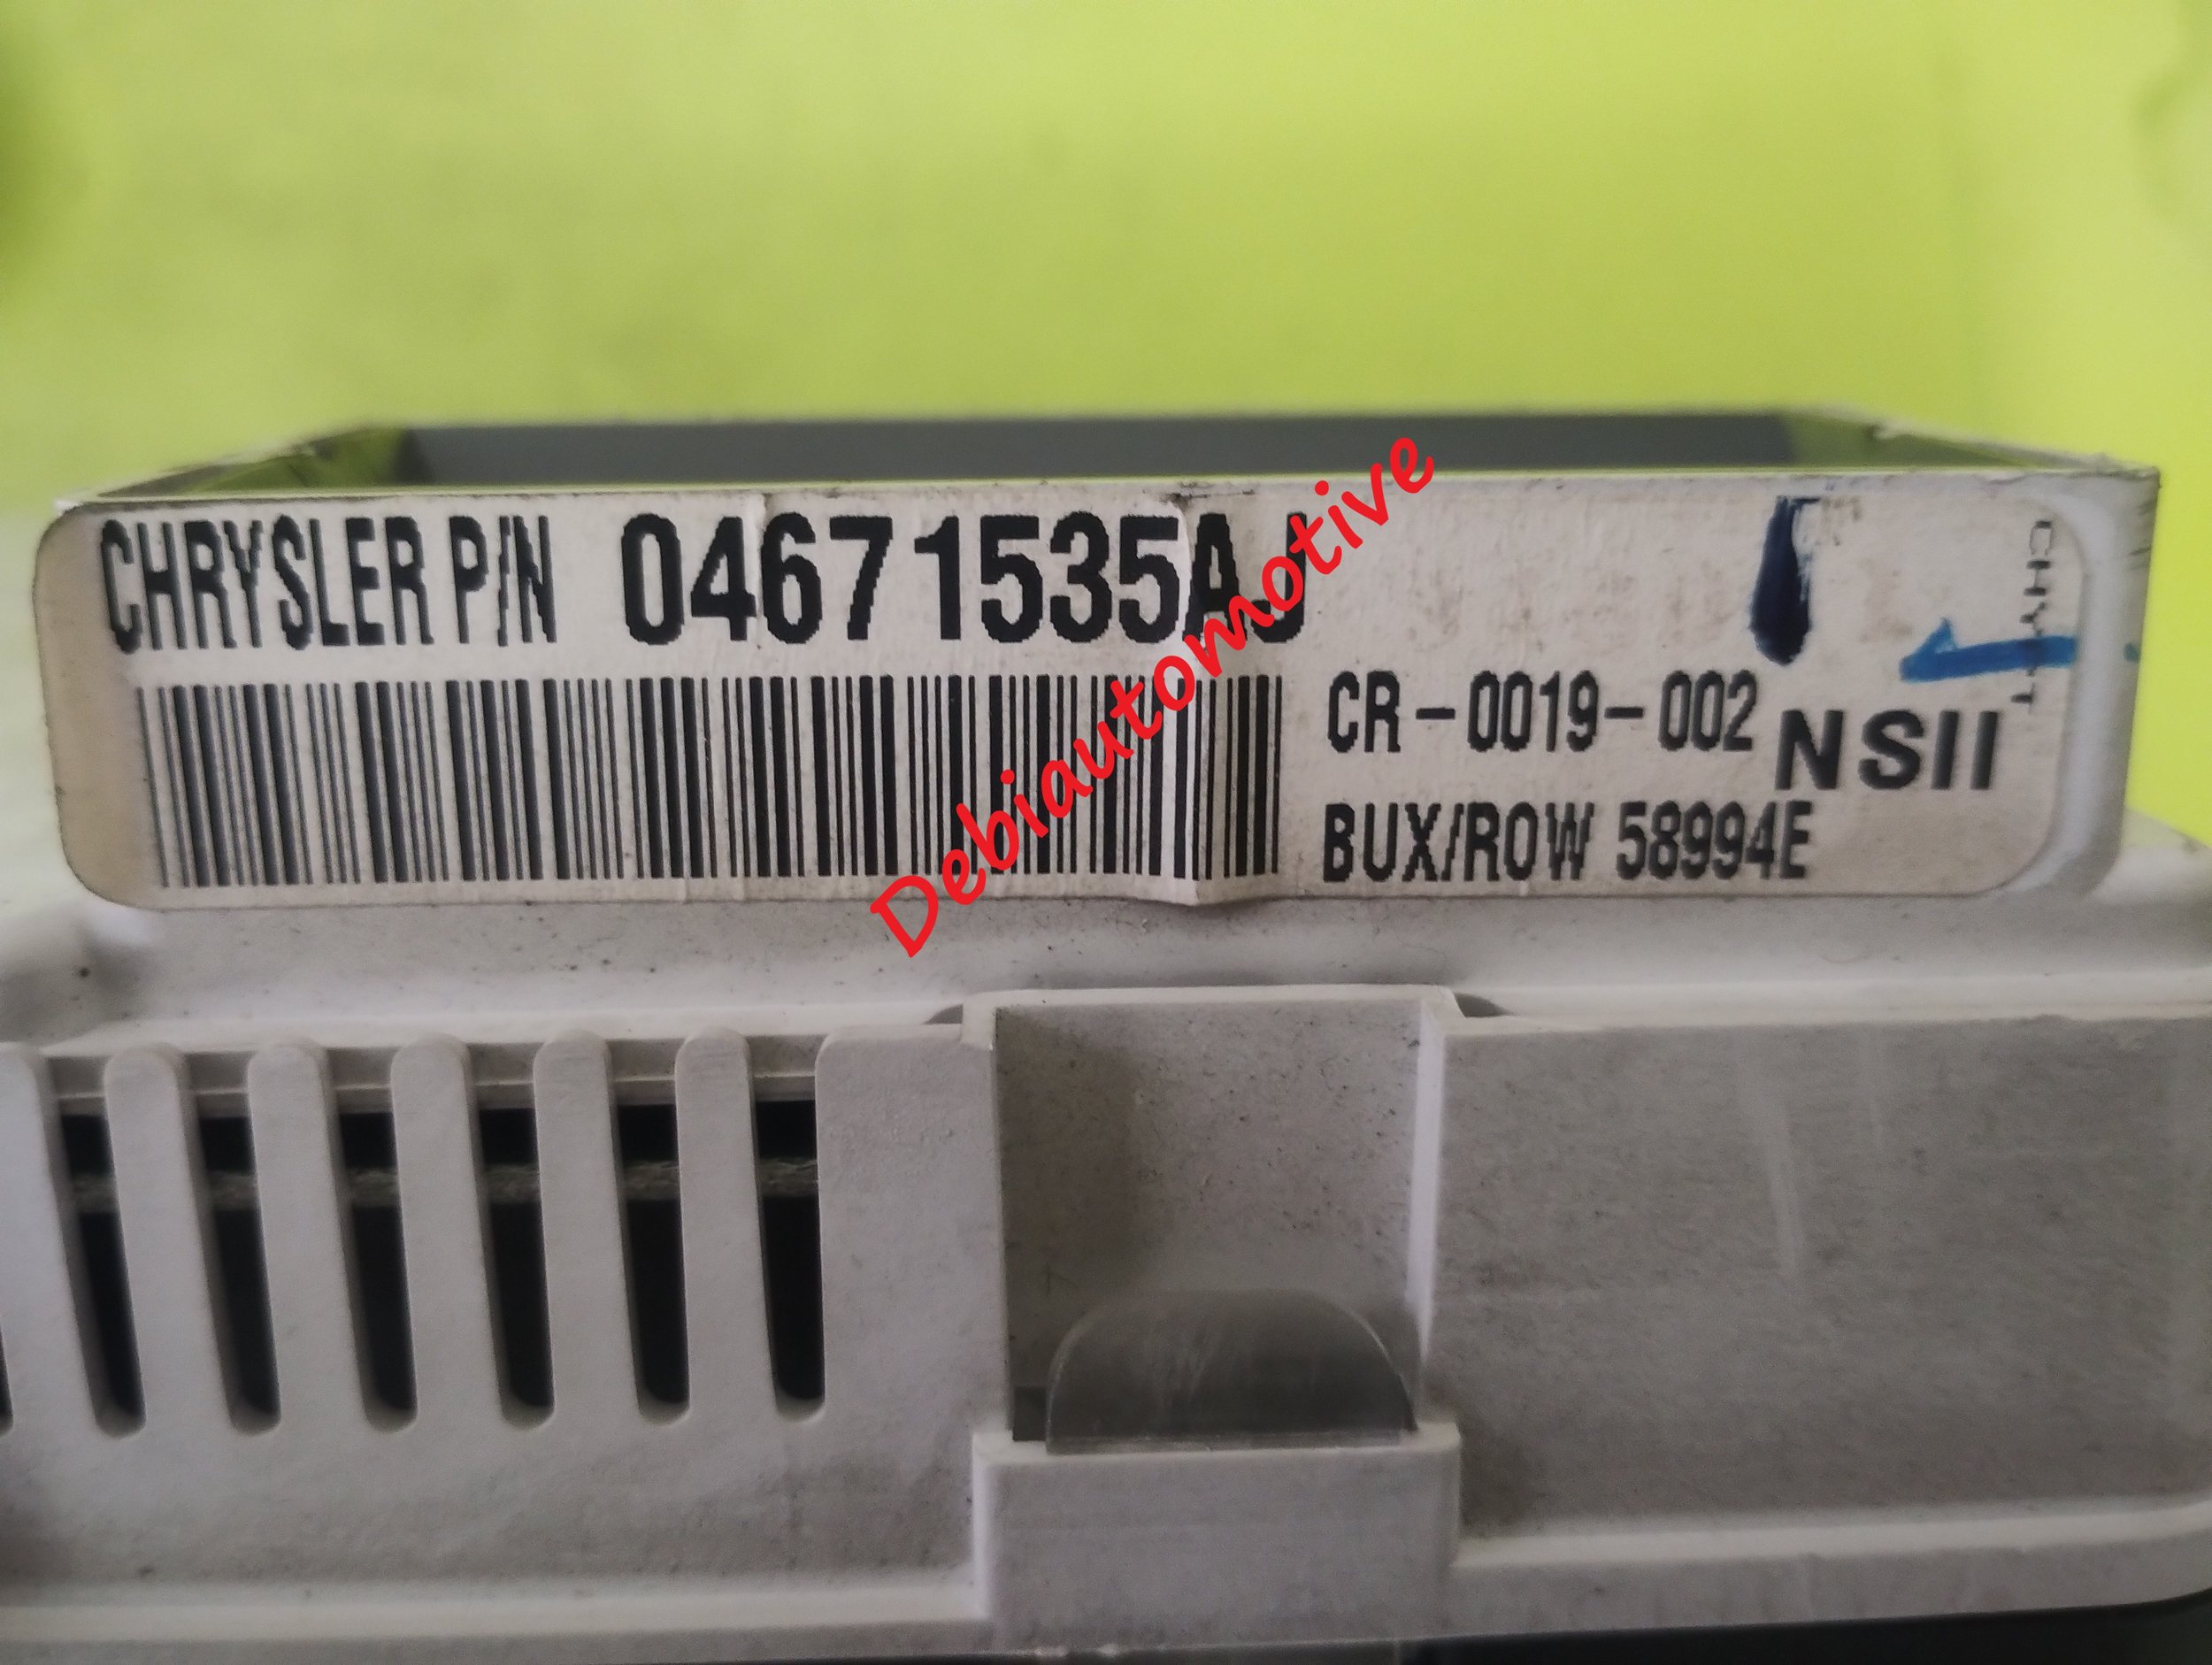 CHRYSLER P/N 04671535AJ
CR-0019-002
NSII
BUX/ROW 58994E
Debiautomotive